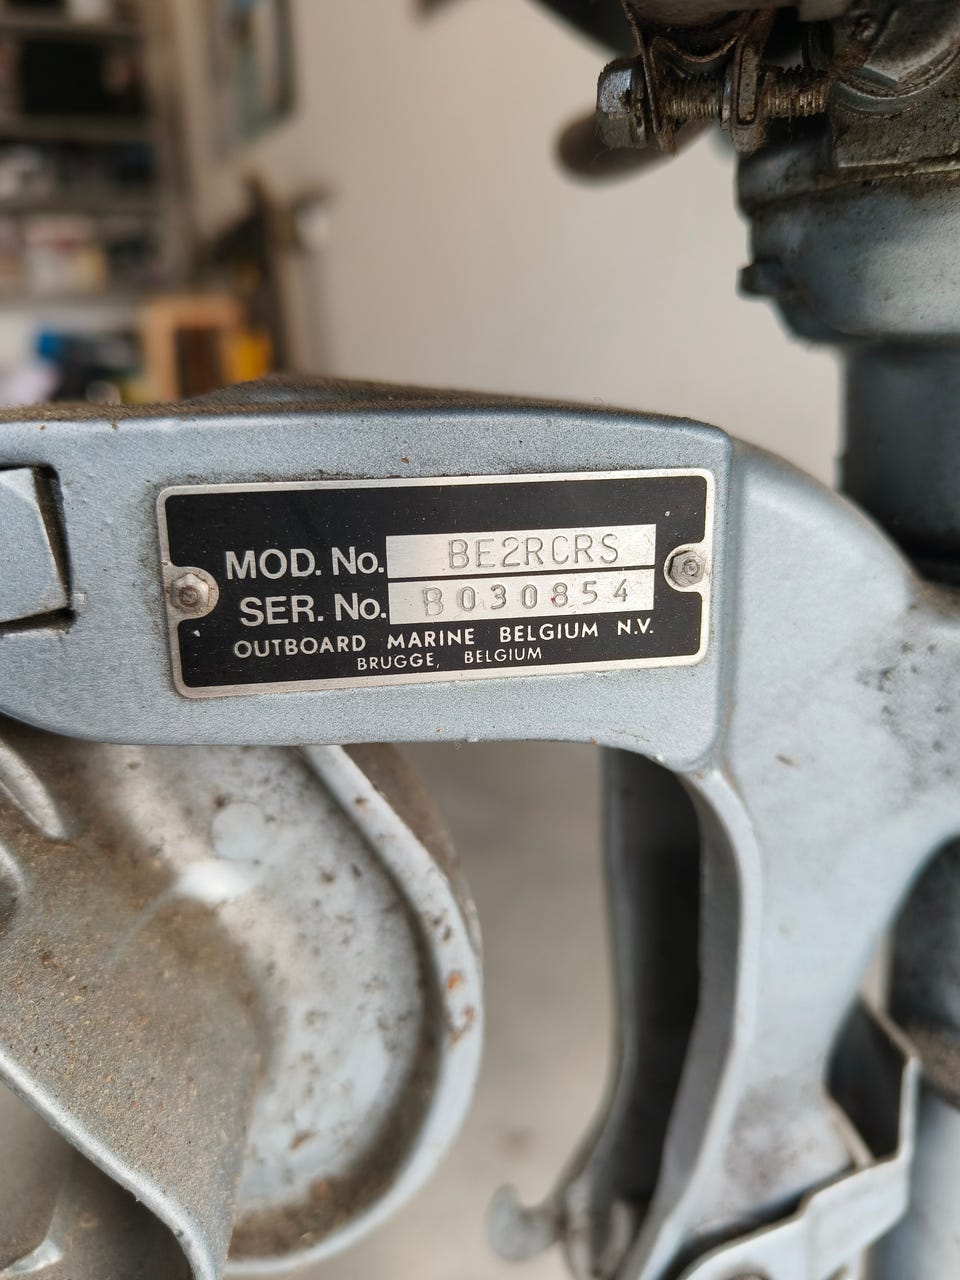 MOD. No. BE2RCRS
SER. No. B030854
OUTBOARD MARINE BELGIUM N.V.
BRUGGE, BELGIUM